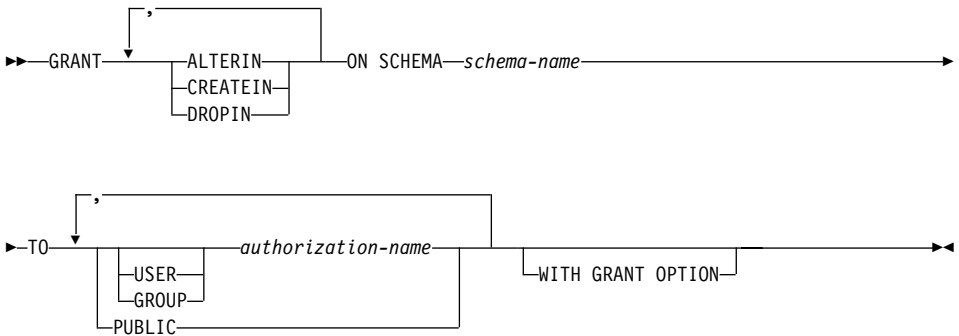 ,
GRANT ALTERIN ON SCHEMA schema-name
CREATEIN
DROPIN
,
TO authorization-name
USER WITH GRANT OPTION
GROUP
PUBLIC